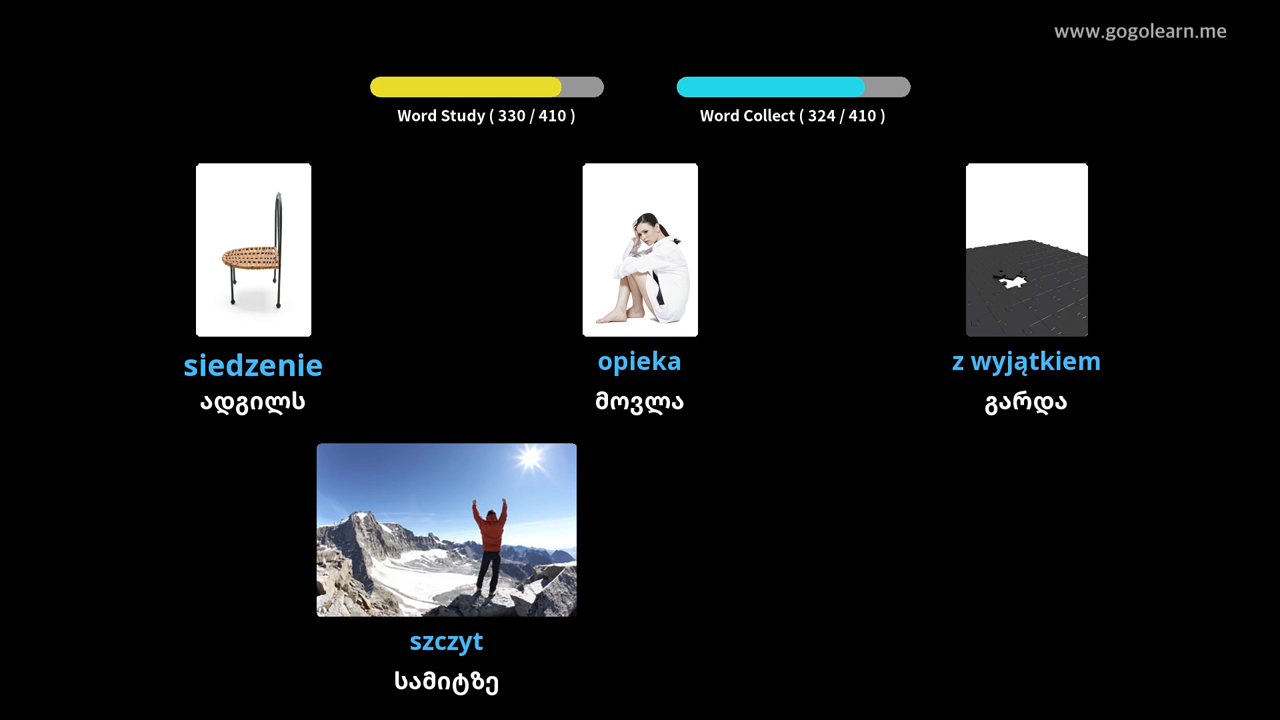 www.gogolearn.me
Word Study ( 330 / 410 )
Word Collect ( 324 / 410 )
siedzenie
ადგილს
opieka
მოვლა
z wyjątkiem
გარდა
szczyt
სამიტზე